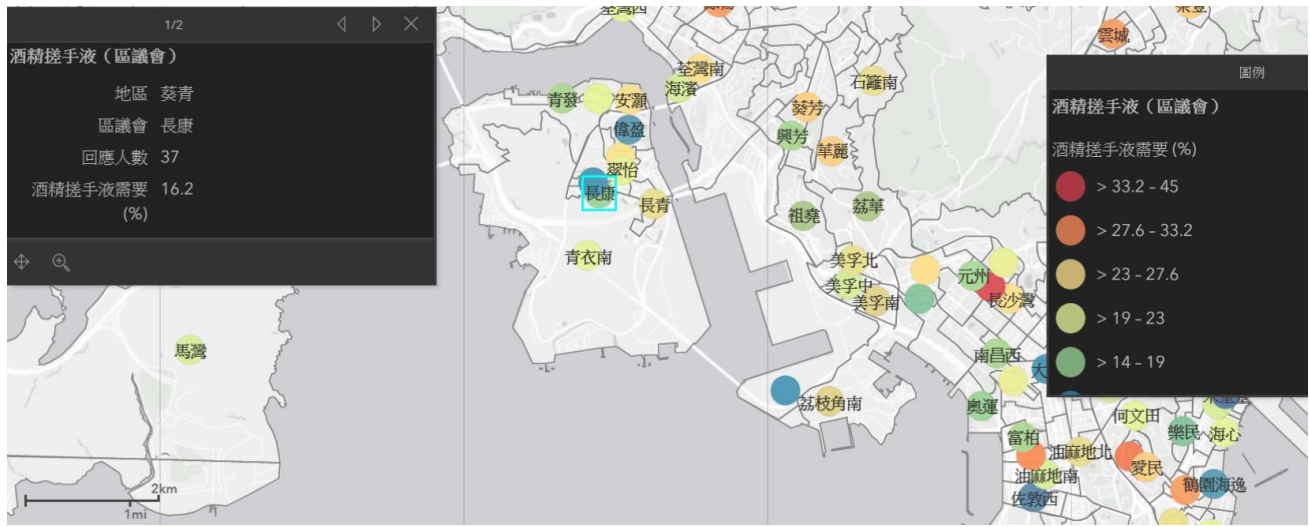 1/2
酒精搓手液（區議會）
地區 葵青
區議會 長康
回應人數 37
酒精搓手液需要 16.2
(%)
圖例
酒精搓手液（區議會）
酒精搓手液需要 (%)
> 33.2 - 45
> 27.6 - 33.2
> 23 - 27.6
> 19 - 23
> 14 - 19
荃灣西
雲城
荃灣南
海濱
石籬南
青發
安灝
葵芳
偉盈
興芳
華麗
翠怡
長康
長青
祖堯
荔華
青衣南
美孚北
美孚中
美孚南
元州
長沙灣
馬灣
南昌西
大
荔枝角南
奧運
何文田
富柏
油麻地北
樂民
海心
愛民
油麻地南
佐敦西
鶴園海逸
2km
1mi